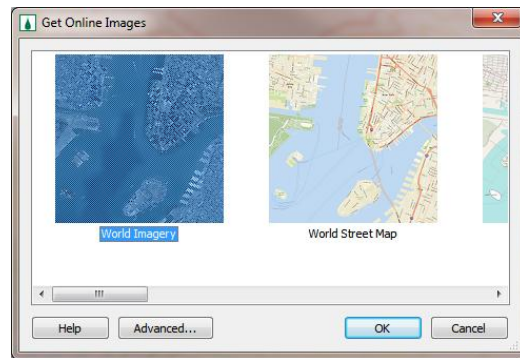 Get Online Images
World Imagery
World Street Map
Help
Advanced...
OK
Cancel